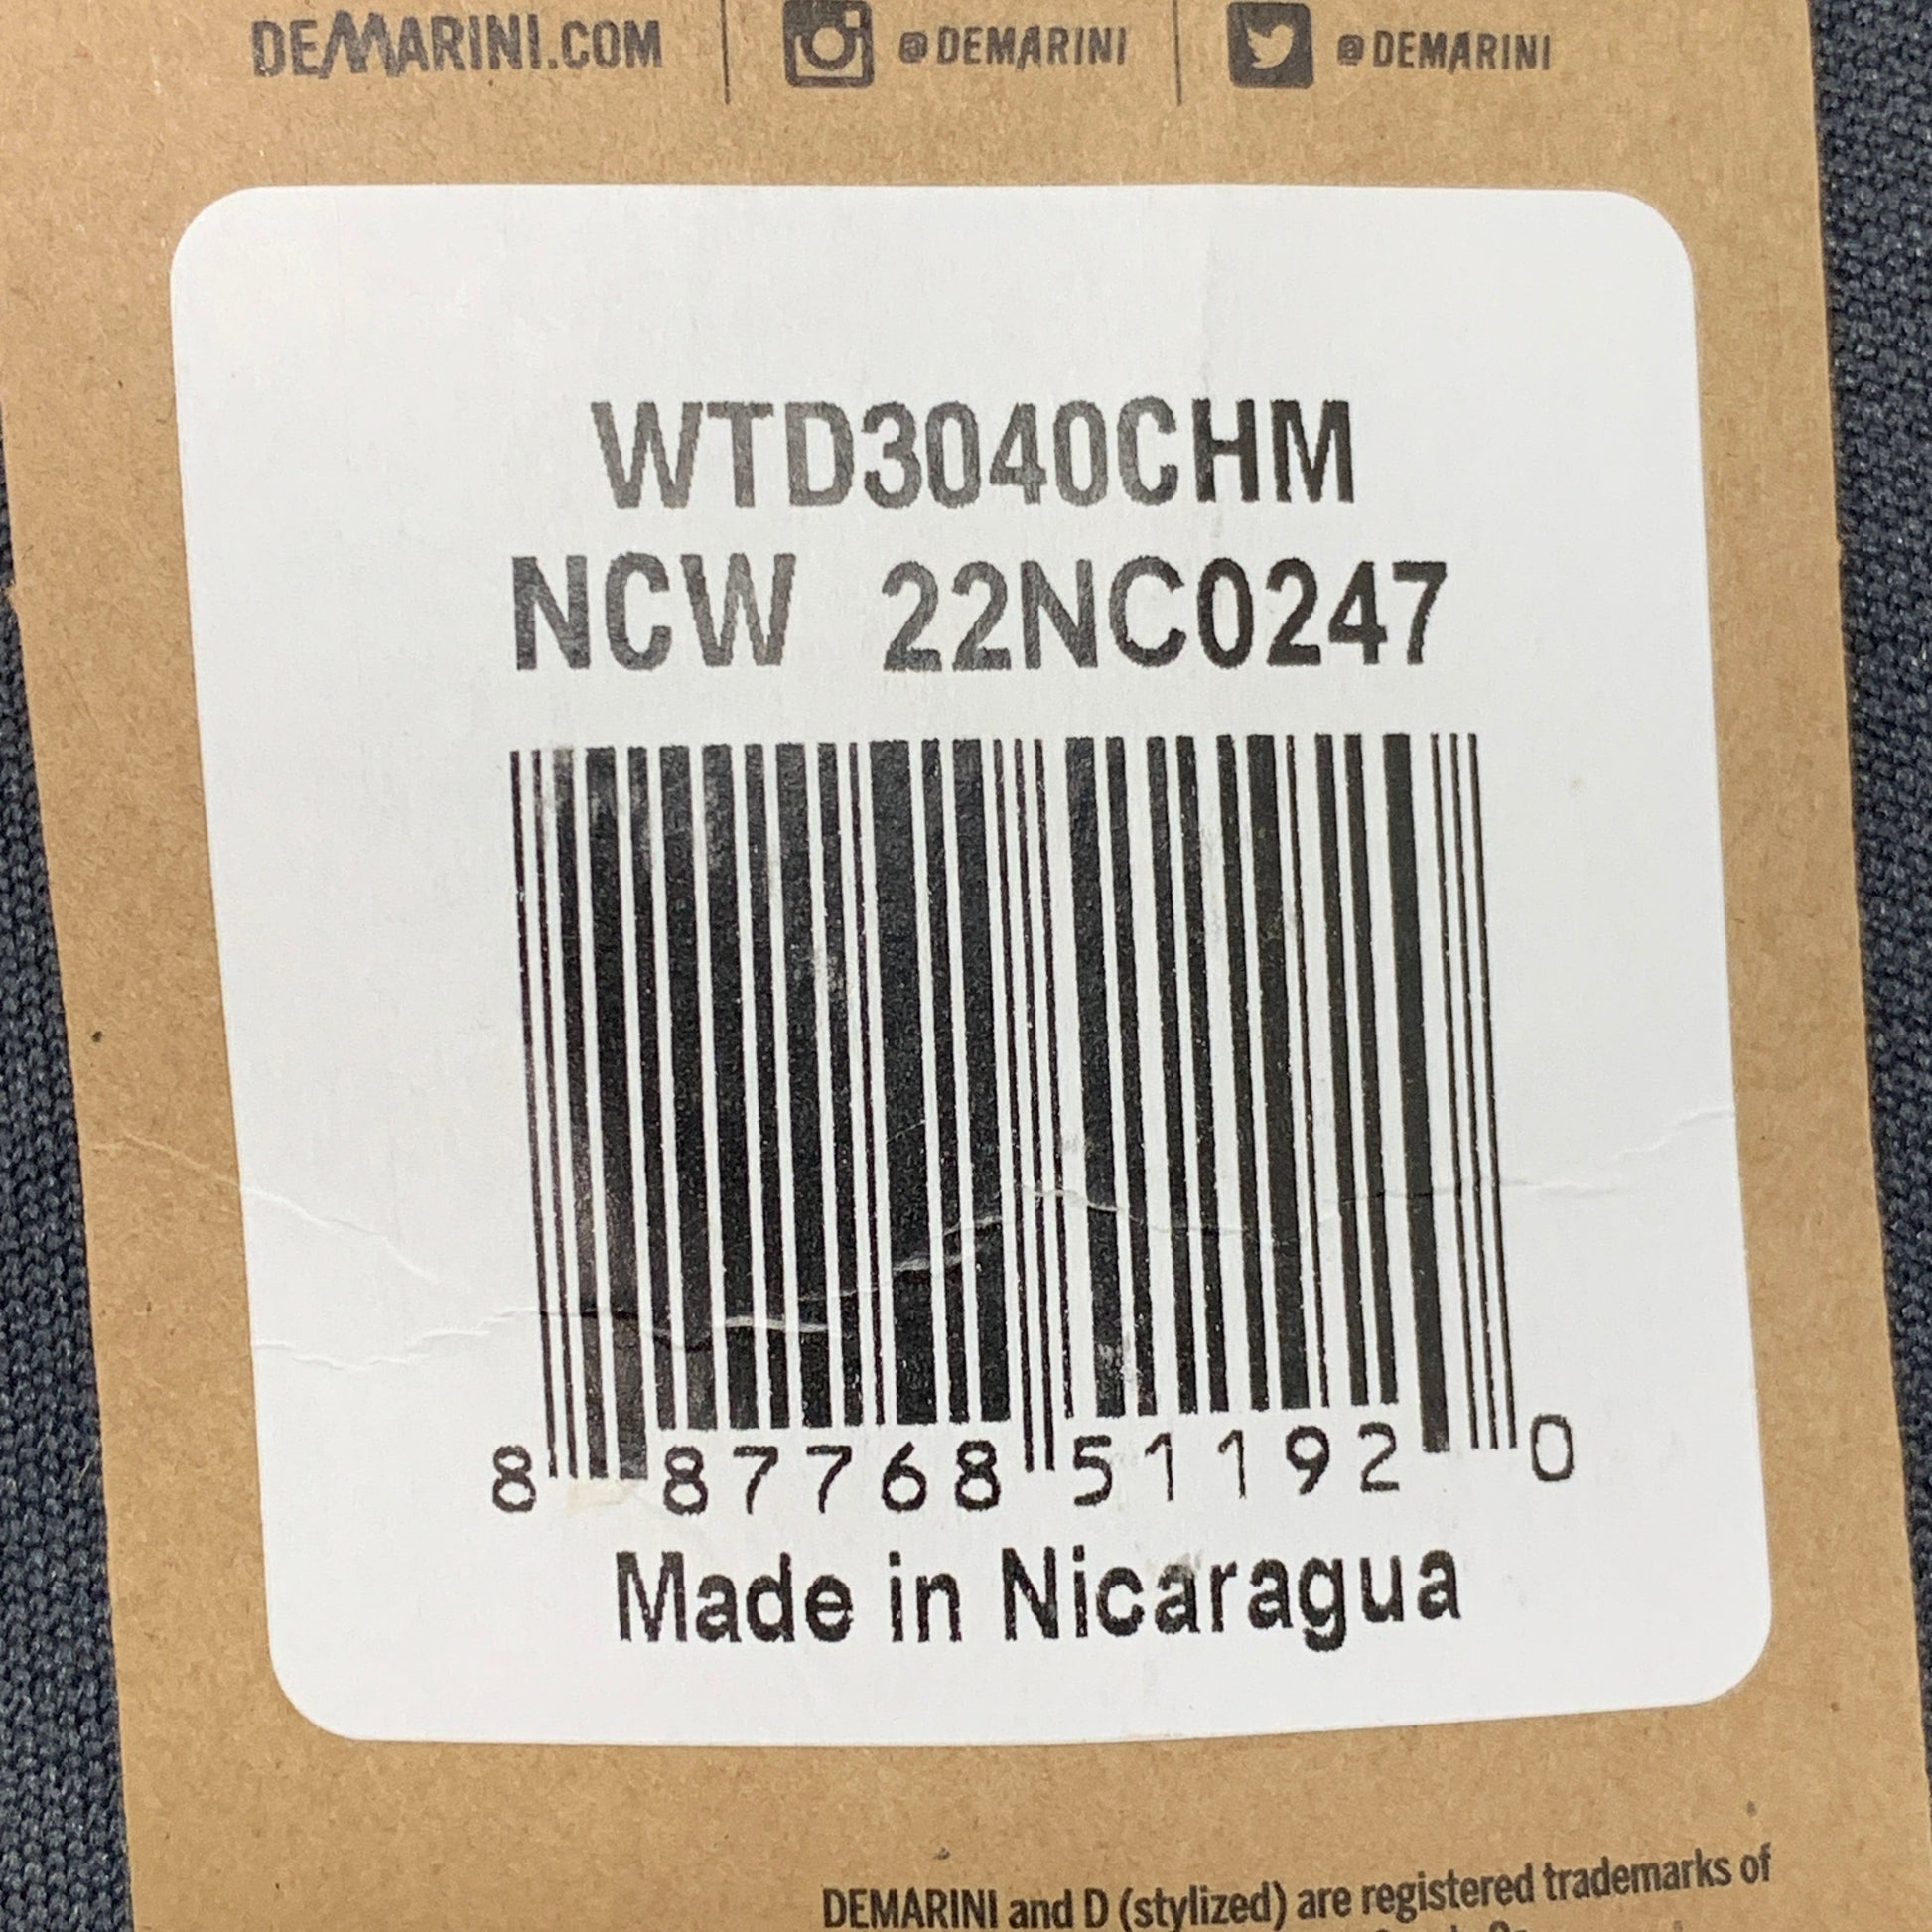 DEMARINI.COM @DEMARINI @DEMARINI
WTD3040CHM
NCW 22NC0247
8 87768 51192 0
Made in Nicaragua
DEMARINI and D (stylized) are registered trademarks of